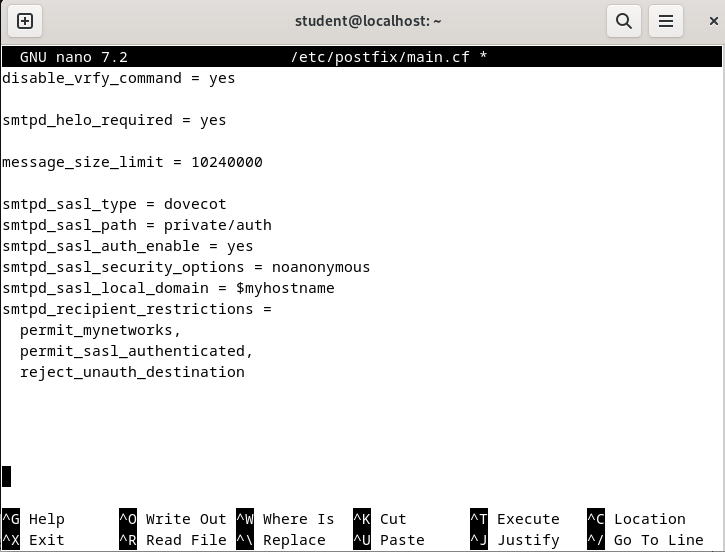 student@localhost: ~
GNU nano 7.2 /etc/postfix/main.cf *
disable_vrfy_command = yes
smtpd_helo_required = yes
message_size_limit = 10240000
smtpd_sasl_type = dovecot
smtpd_sasl_path = private/auth
smtpd_sasl_auth_enable = yes
smtpd_sasl_security_options = noanonymous
smtpd_sasl_local_domain = $myhostname
smtpd_recipient_restrictions =
  permit_mynetworks,
  permit_sasl_authenticated,
  reject_unauth_destination
^G Help ^O Write Out ^W Where Is ^K Cut ^T Execute ^C Location
^X Exit ^R Read File ^\ Replace ^U Paste ^J Justify ^/ Go To Line